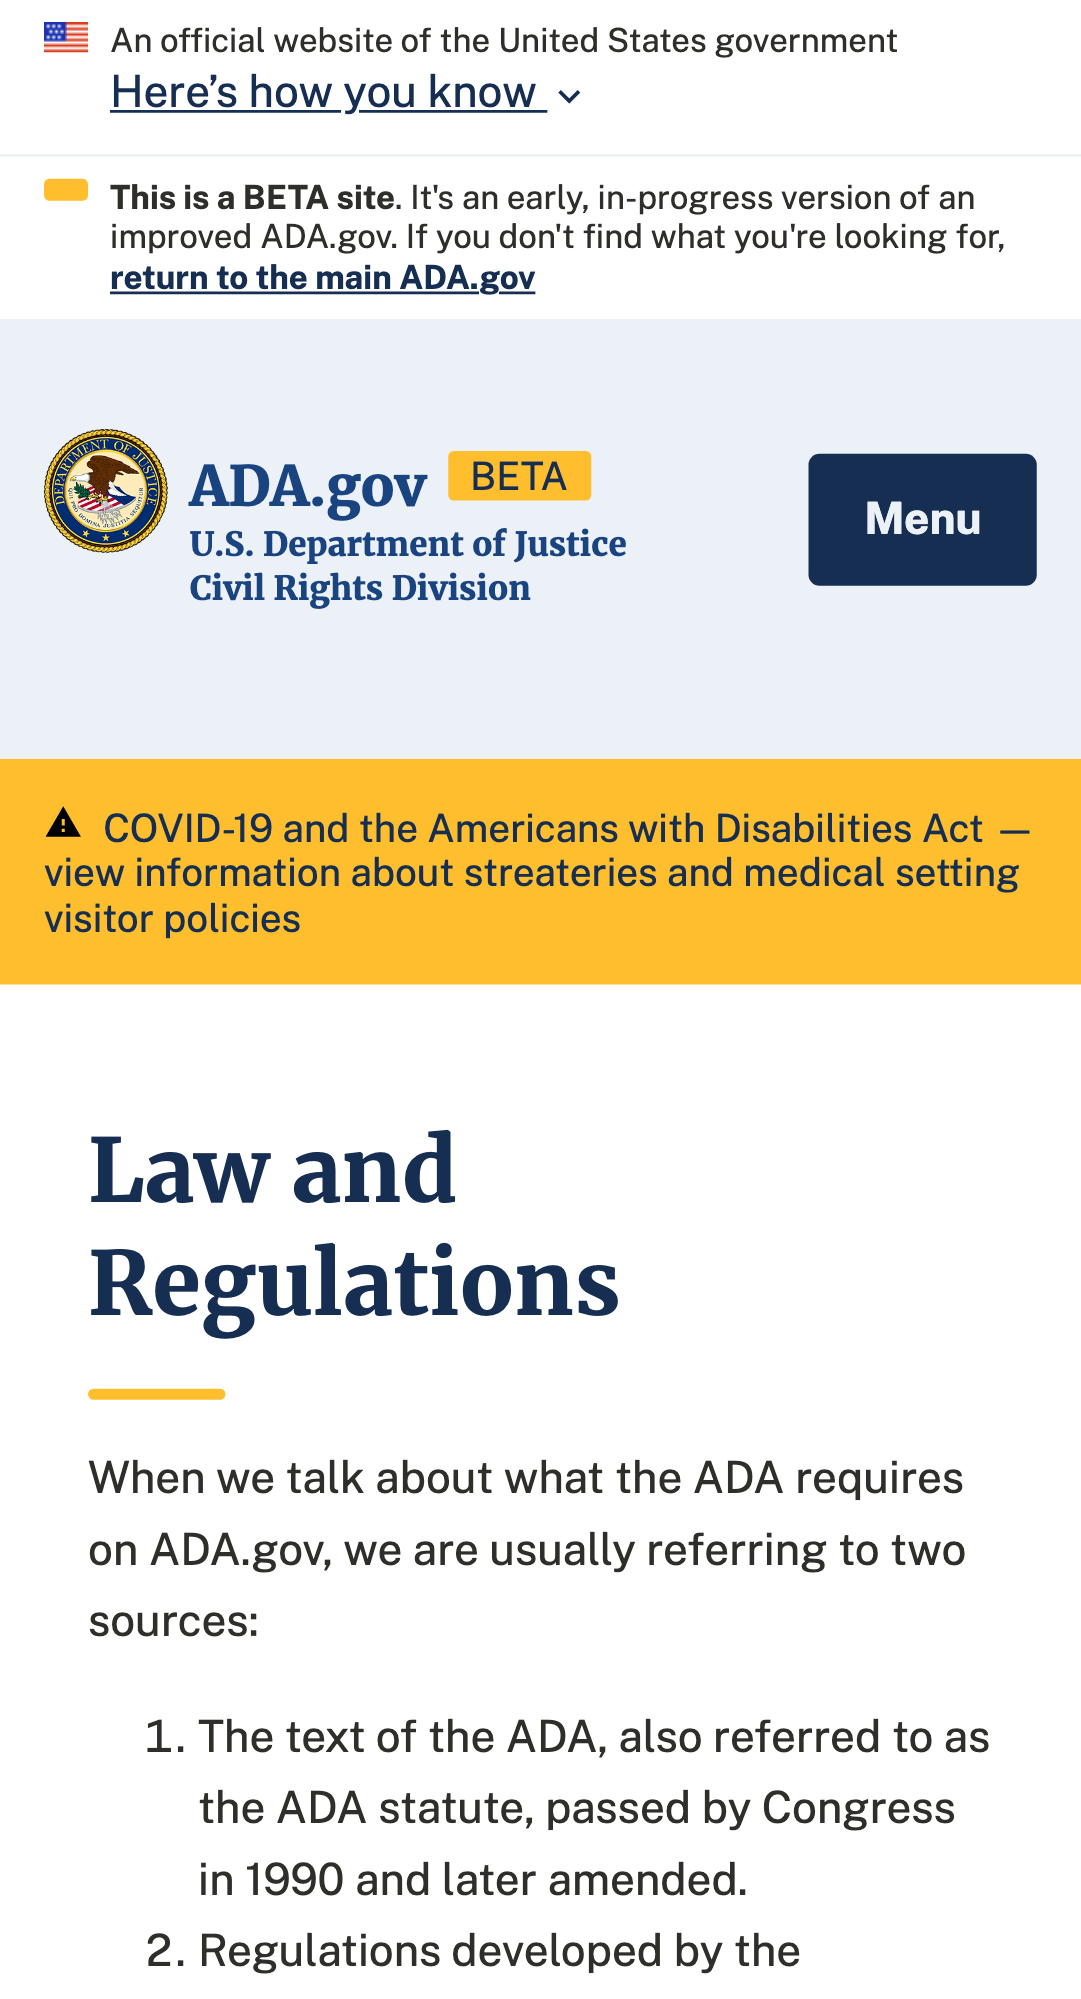 An official website of the United States government
Here’s how you know
This is a BETA site. It's an early, in-progress version of an
improved ADA.gov. If you don't find what you're looking for,
return to the main ADA.gov
DEPARTMENT OF JUSTICE
QUI PRO DOMINA JUSTITIA SEQUITUR
ADA.gov BETA
U.S. Department of Justice
Civil Rights Division
Menu
COVID-19 and the Americans with Disabilities Act —
view information about streateries and medical setting
visitor policies
Law and
Regulations
When we talk about what the ADA requires
on ADA.gov, we are usually referring to two
sources:
1. The text of the ADA, also referred to as
the ADA statute, passed by Congress
in 1990 and later amended.
2. Regulations developed by the